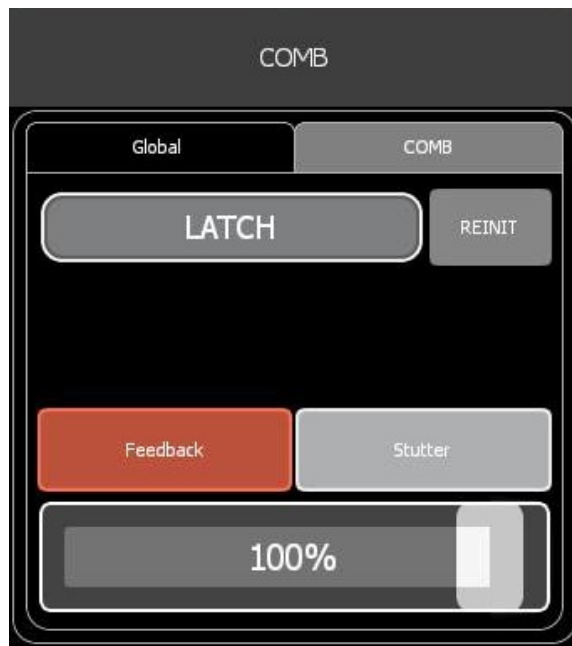 COMB
Global COMB
LATCH REINIT
Feedback Stutter
100%